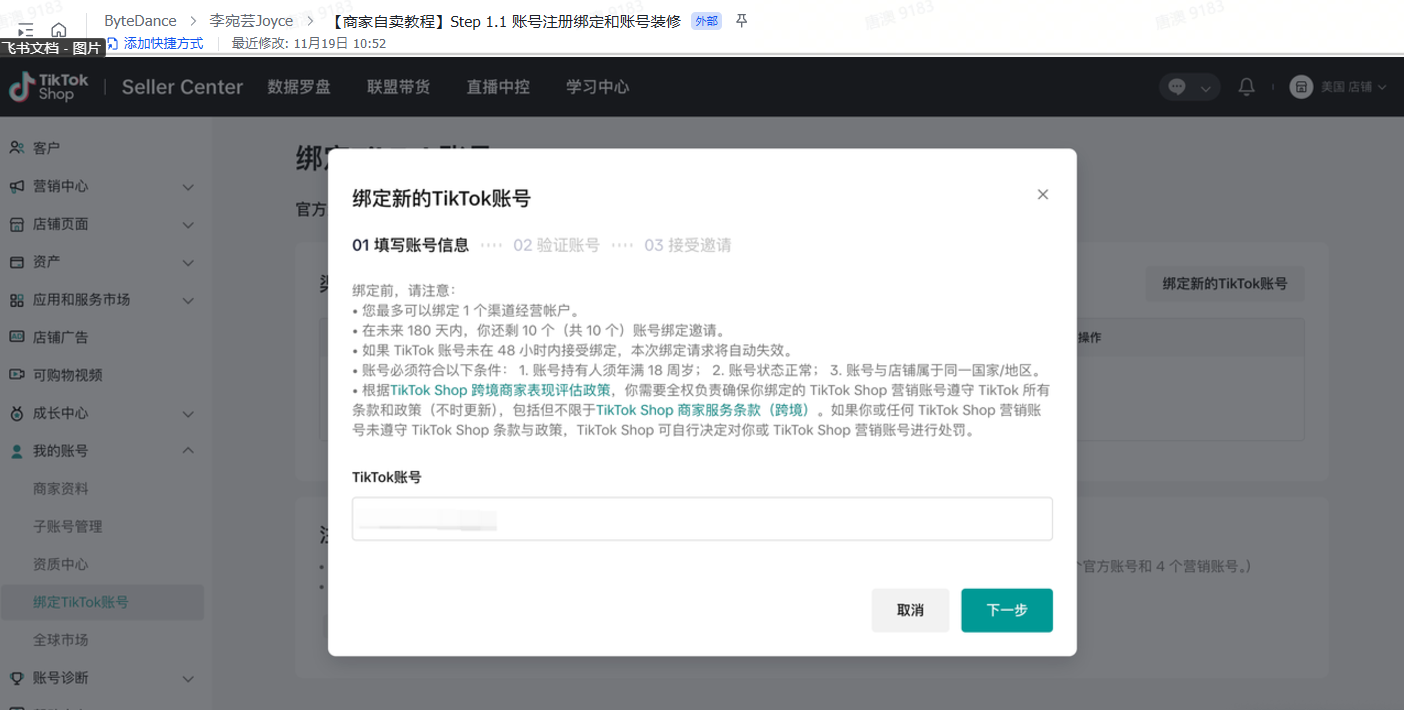 ByteDance > 李宛芸Joyce > 【商家自卖教程】Step 1.1 账号注册绑定和账号装修 外部
飞书文档 - 图片 添加快捷方式 最近修改: 11月19日 10:52
唐澳 9183 唐澳 9183
TikTok Shop | Seller Center 数据罗盘 联盟带货 直播中控 学习中心 美国 店铺
客户
营销中心
店铺页面
资产
应用和服务市场
店铺广告
可购物视频
成长中心
我的账号
商家资料
子账号管理
资质中心
绑定TikTok账号
全球市场
账号诊断
官方
绑定新的TikTok账号
操作
个官方账号和 4 个营销账号。)
绑定新的TikTok账号
01 填写账号信息 ···· 02 验证账号 ···· 03 接受邀请
绑定前，请注意：
• 您最多可以绑定 1 个渠道经营帐户。
• 在未来 180 天内，你还剩 10 个（共 10 个）账号绑定邀请。
• 如果 TikTok 账号未在 48 小时内接受绑定，本次绑定请求将自动失效。
• 账号必须符合以下条件： 1. 账号持有人须年满 18 周岁； 2. 账号状态正常； 3. 账号与店铺属于同一国家/地区。
• 根据TikTok Shop 跨境商家表现评估政策，你需要全权负责确保你绑定的 TikTok Shop 营销账号遵守 TikTok 所有
条款和政策（不时更新），包括但不限于TikTok Shop 商家服务条款（跨境）。如果你或任何 TikTok Shop 营销账
号未遵守 TikTok Shop 条款与政策，TikTok Shop 可自行决定对你或 TikTok Shop 营销账号进行处罚。
TikTok账号
取消 下一步